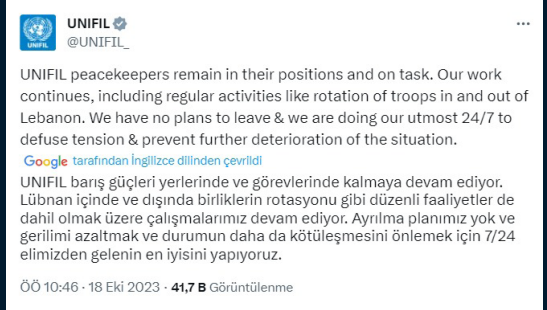 UNIFIL
@UNIFIL_
UNIFIL
UNIFIL peacekeepers remain in their positions and on task. Our work
continues, including regular activities like rotation of troops in and out of
Lebanon. We have no plans to leave & we are doing our utmost 24/7 to
defuse tension & prevent further deterioration of the situation.
Google tarafından İngilizce dilinden çevrildi
UNIFIL barış güçleri yerlerinde ve görevlerinde kalmaya devam ediyor.
Lübnan içinde ve dışında birliklerin rotasyonu gibi düzenli faaliyetler de
dahil olmak üzere çalışmalarımız devam ediyor. Ayrılma planımız yok ve
gerilimi azaltmak ve durumun daha da kötüleşmesini önlemek için 7/24
elimizden gelenin en iyisini yapıyoruz.
ÖÖ 10:46 · 18 Eki 2023 · 41,7 B Görüntülenme